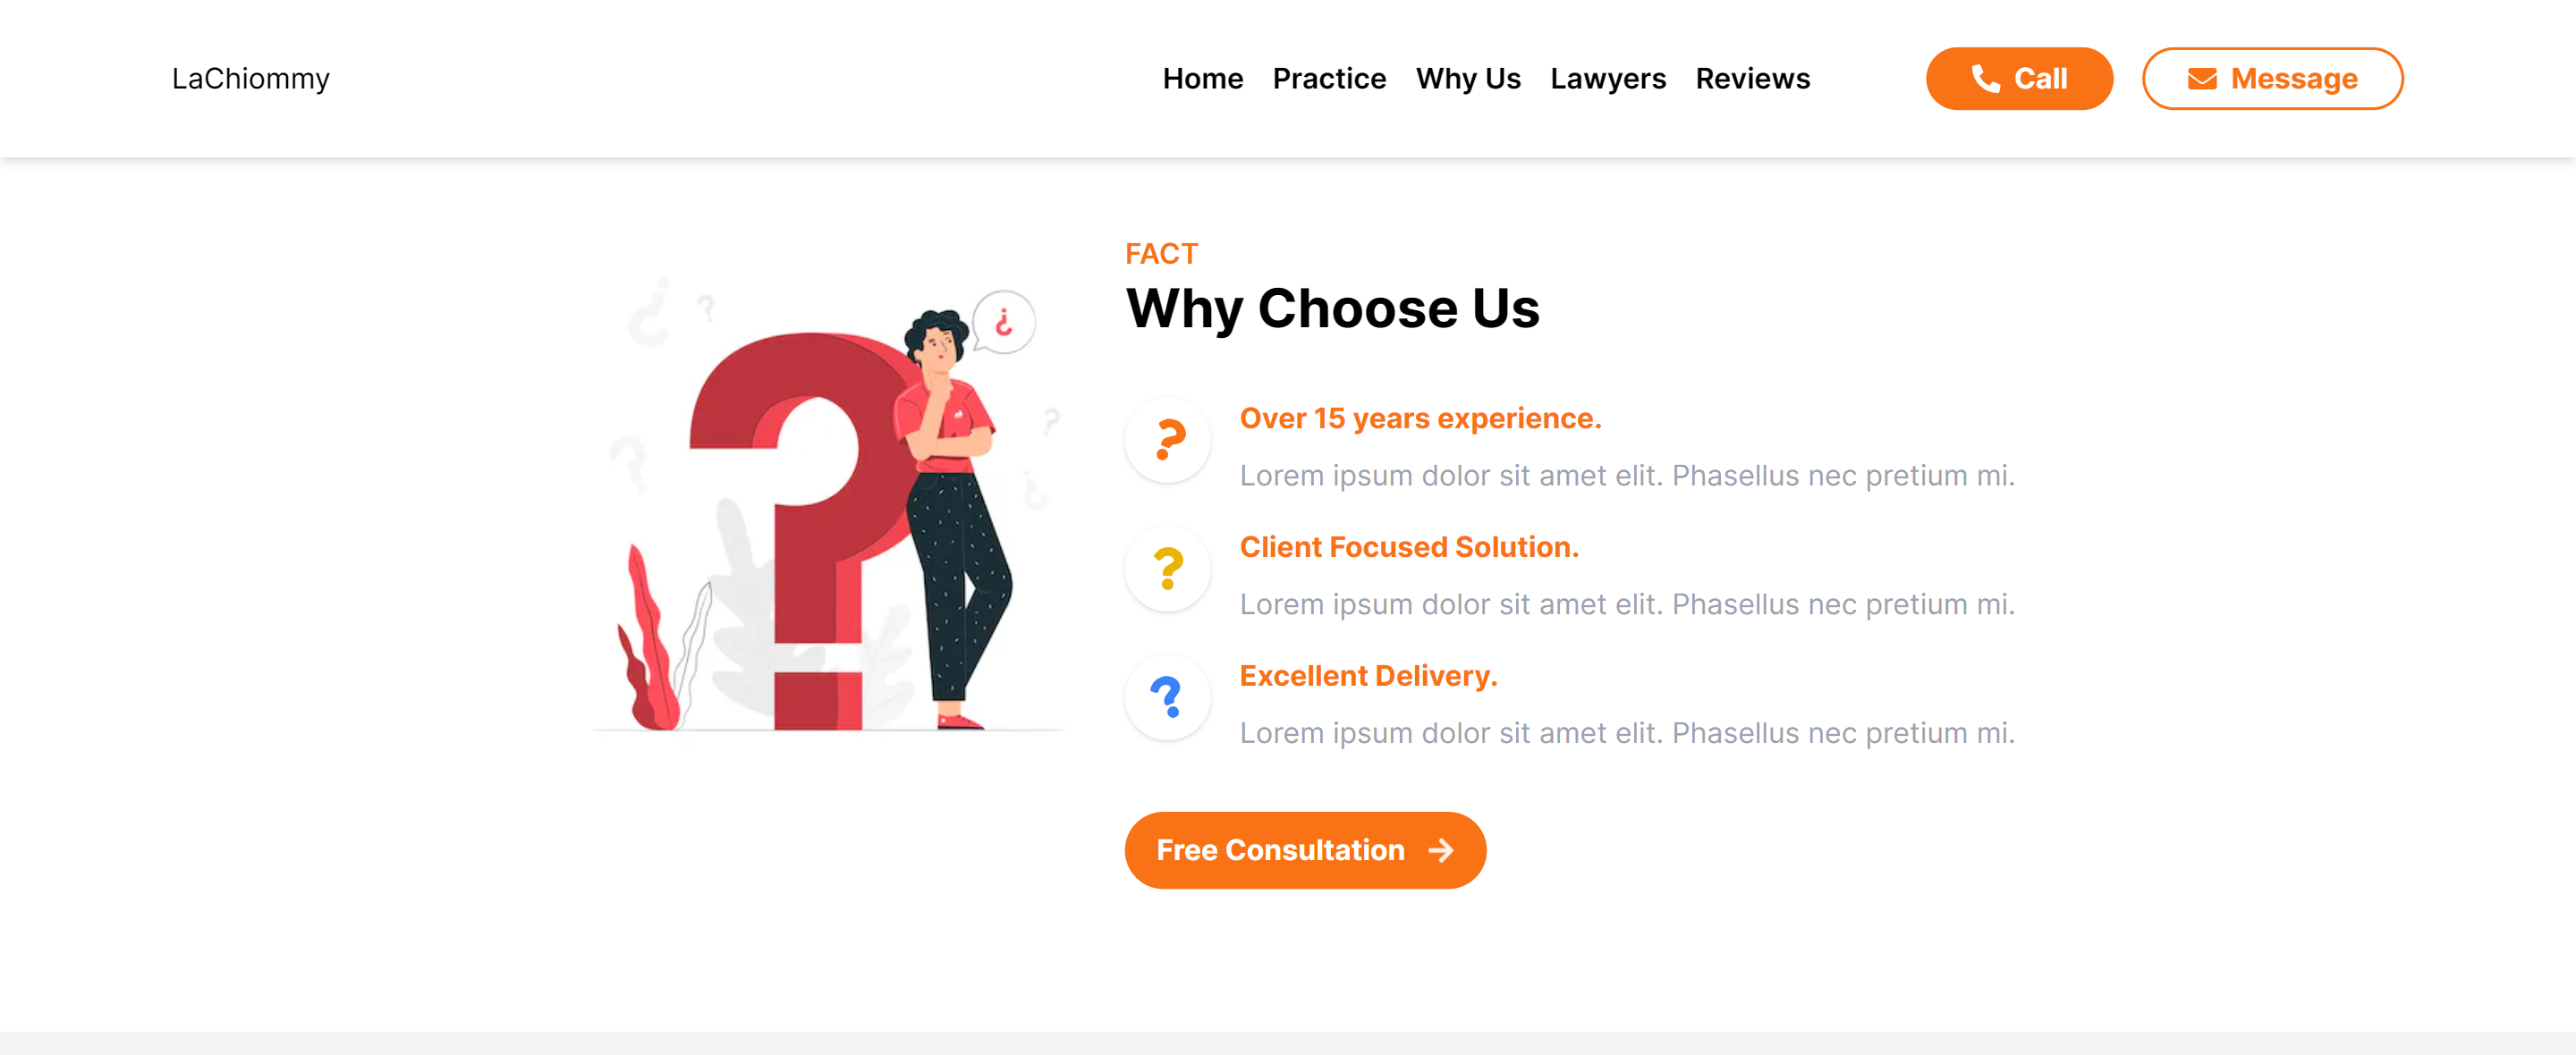 LaChiommy
Home Practice Why Us Lawyers Reviews Call Message
FACT
Why Choose Us
Over 15 years experience.
Lorem ipsum dolor sit amet elit. Phasellus nec pretium mi.
Client Focused Solution.
Lorem ipsum dolor sit amet elit. Phasellus nec pretium mi.
Excellent Delivery.
Lorem ipsum dolor sit amet elit. Phasellus nec pretium mi.
Free Consultation